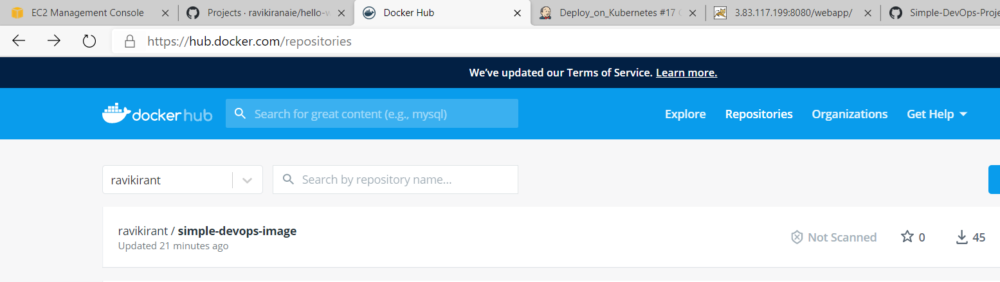 EC2 Management Console
Projects · ravikiranaie/hello-w
Docker Hub
Deploy_on_Kubernetes #17
3.83.117.199:8080/webapp/
Simple-DevOps-Proje
https://hub.docker.com/repositories
We've updated our Terms of Service. Learn more.
docker hub
Search for great content (e.g., mysql)
Explore
Repositories
Organizations
Get Help
ravikirant
Search by repository name...
ravikirant / simple-devops-image
Not Scanned
0
45
Updated 21 minutes ago